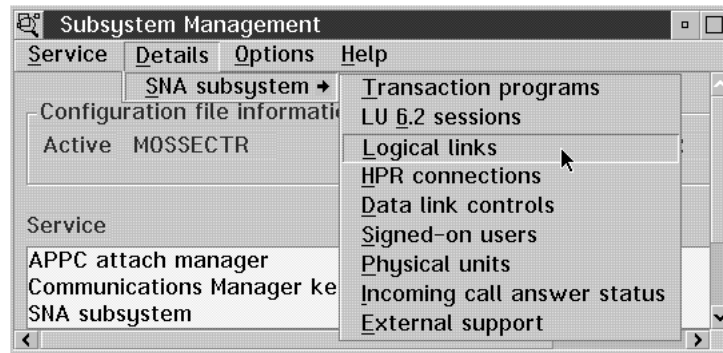 Subsystem Management
Service Details Options Help
SNA subsystem
Transaction programs
LU 6.2 sessions
Logical links
HPR connections
Data link controls
Signed-on users
Physical units
Incoming call answer status
External support
Configuration file
Active MOSSECTR
Service
APPC attach manager
Communications Manager
SNA subsystem